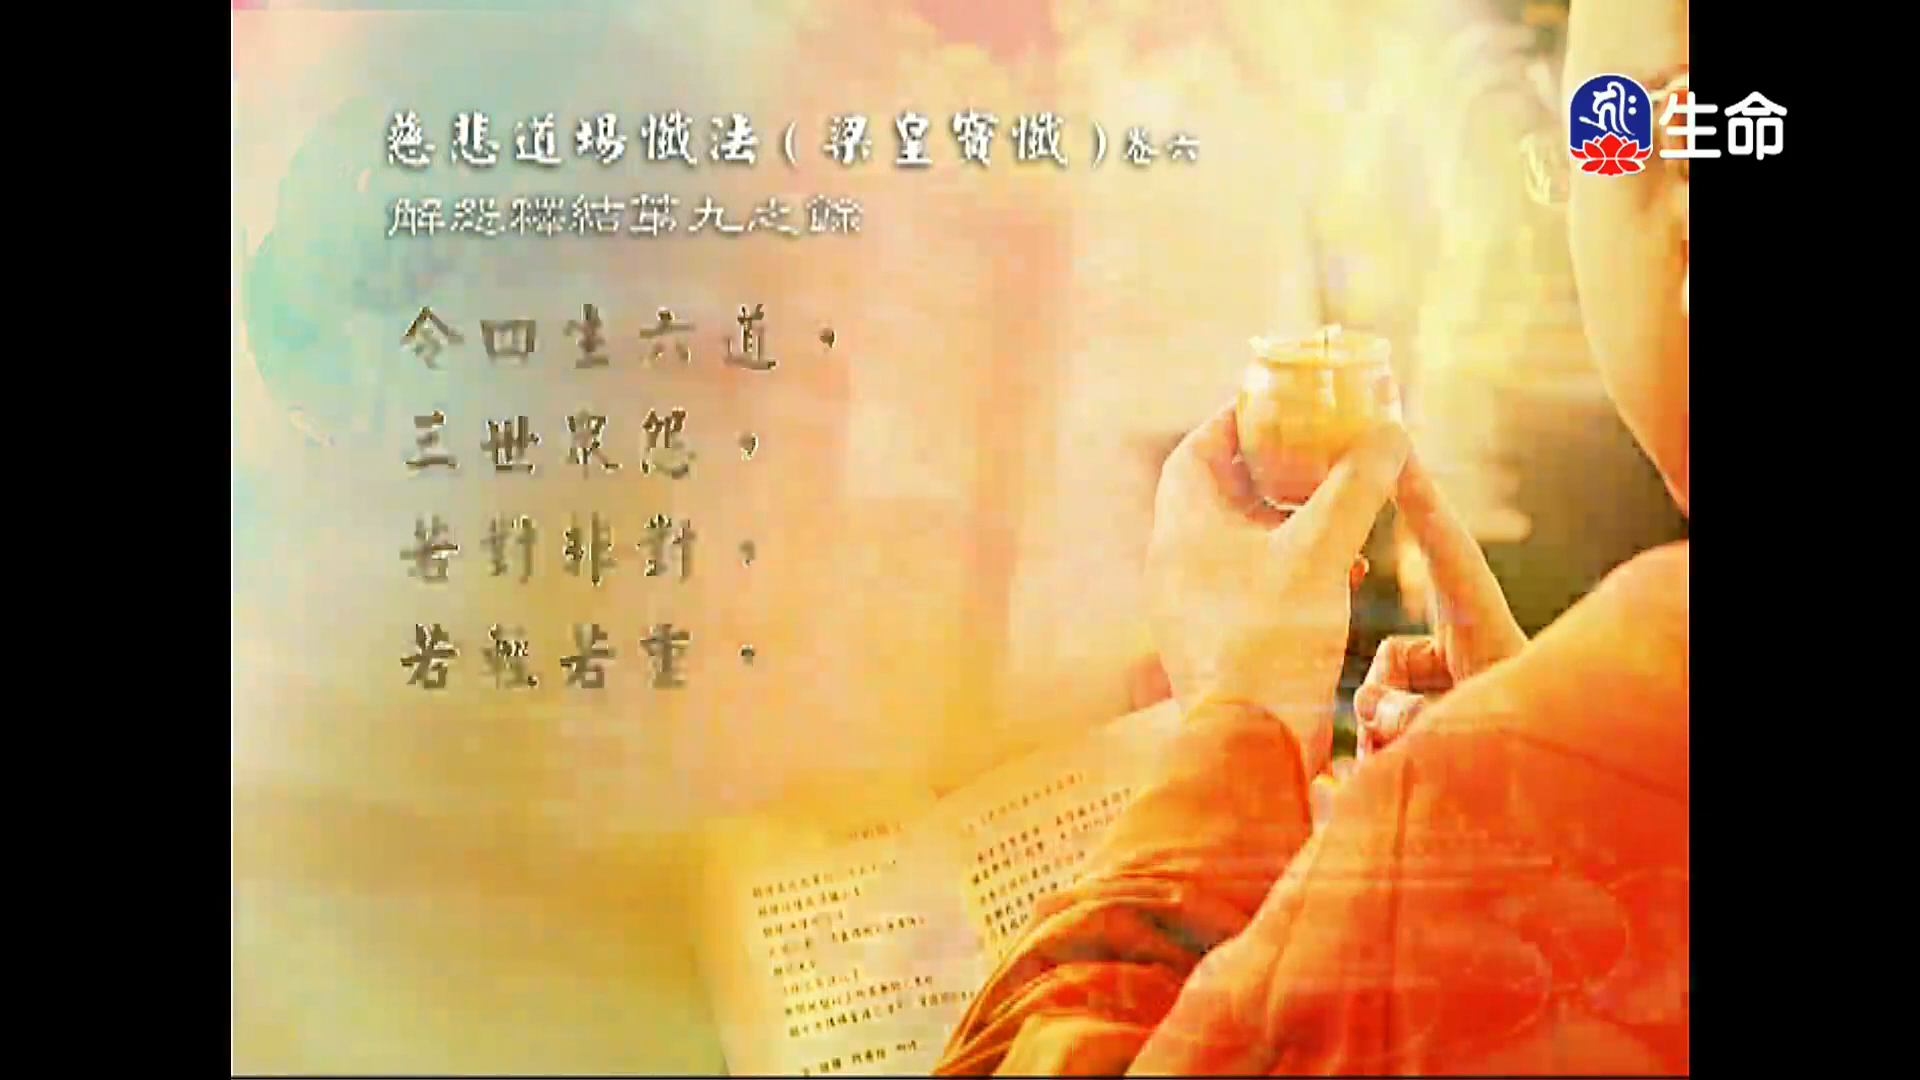 慈悲道場懺法(梁皇寶懺)卷六
解怨釋結第九之餘
令四生六道，
三世眾怨，
若對非對，
若輕若重，
生命